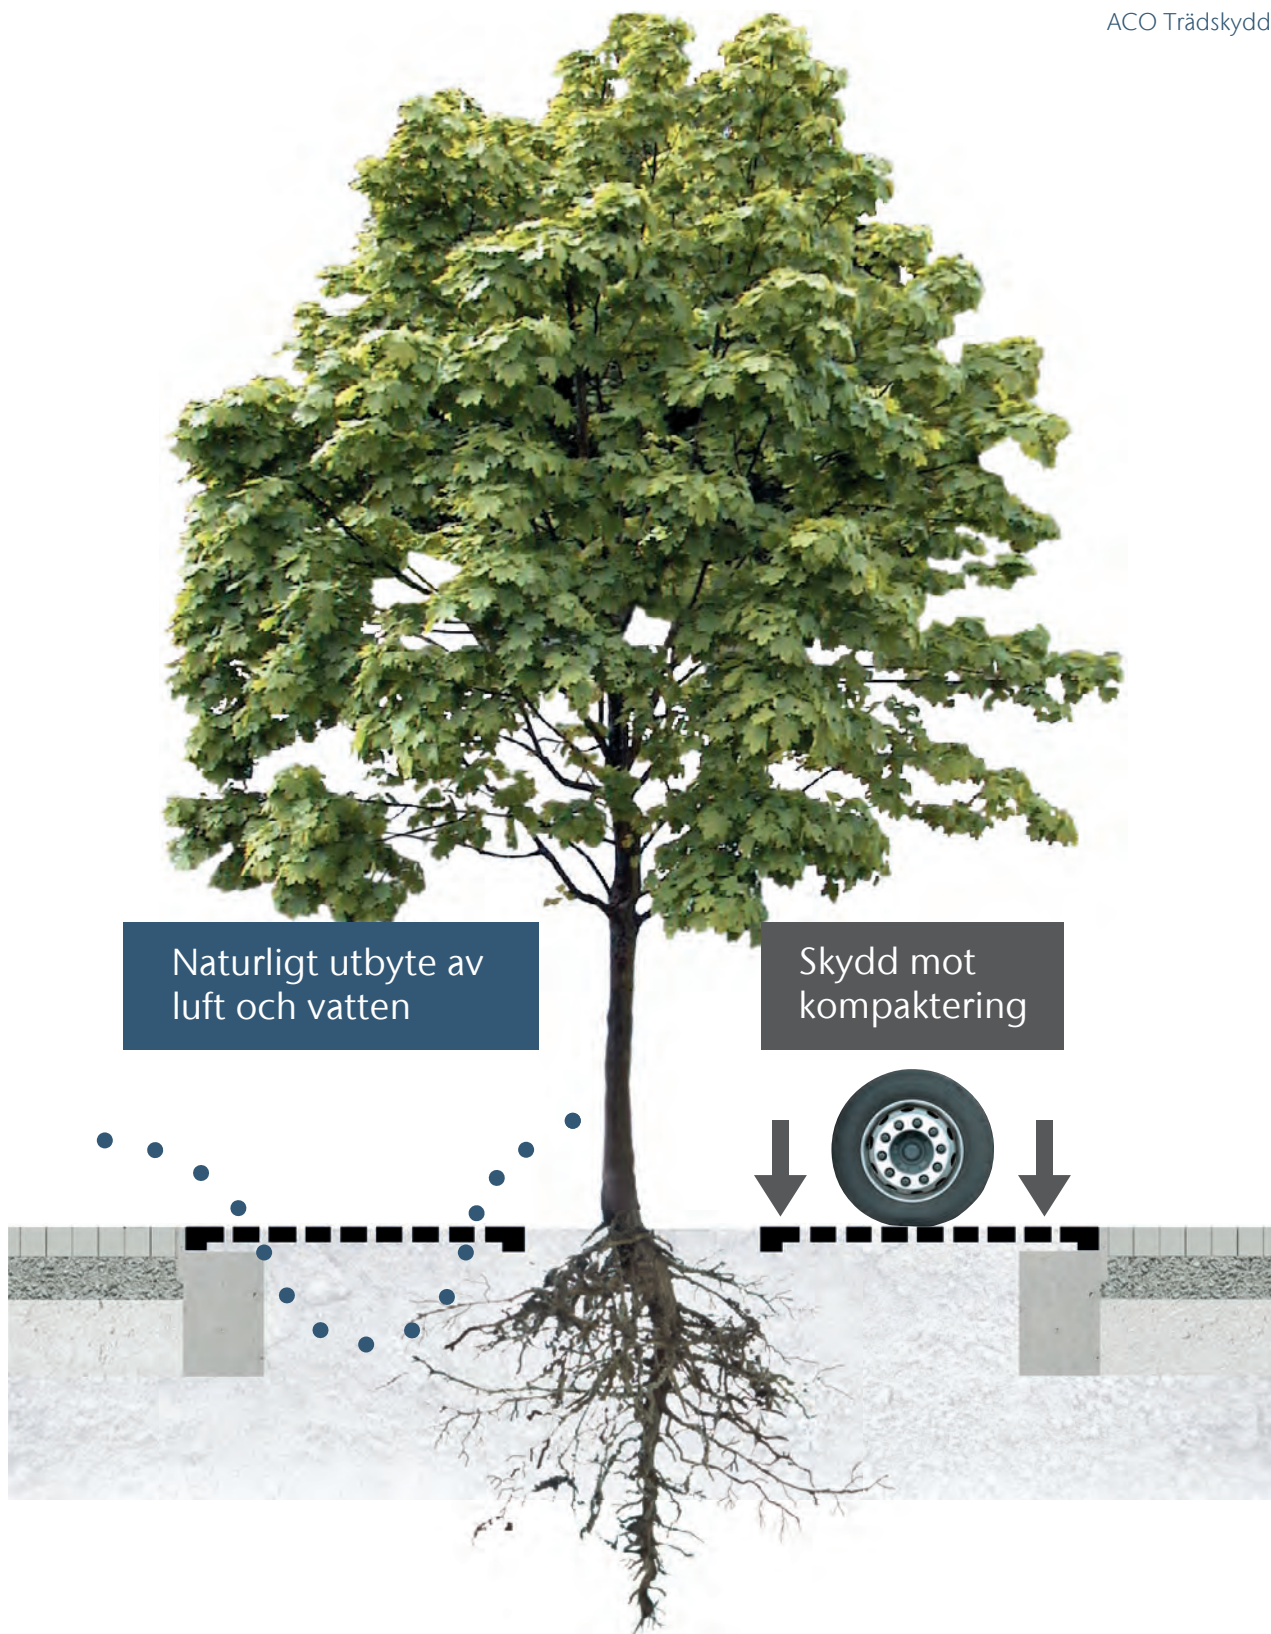 ACO Trädskydd
Naturligt utbyte av
luft och vatten
Skydd mot
kompaktering